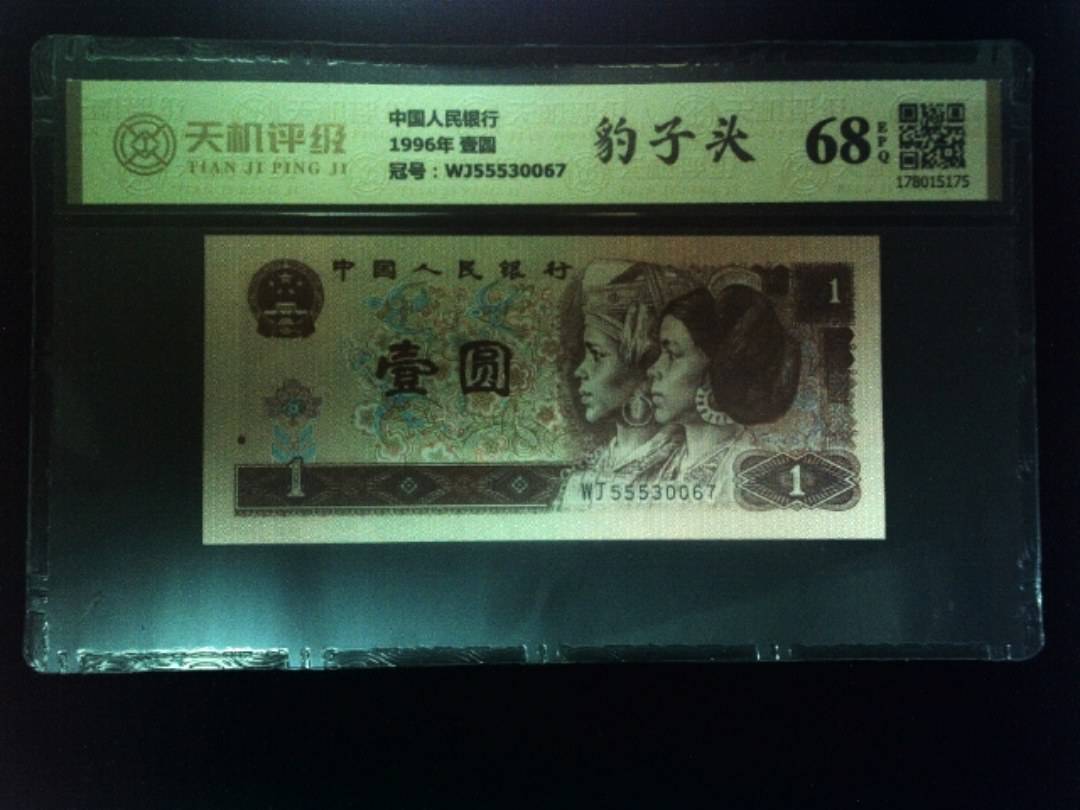 天机评级
TIAN JI PING JI
中国人民银行
1996年 壹圆
冠号：WJ55530067
豹子头
68
EPQ
178015175
中国人民银行
壹圆
1
1
WJ55530067
1